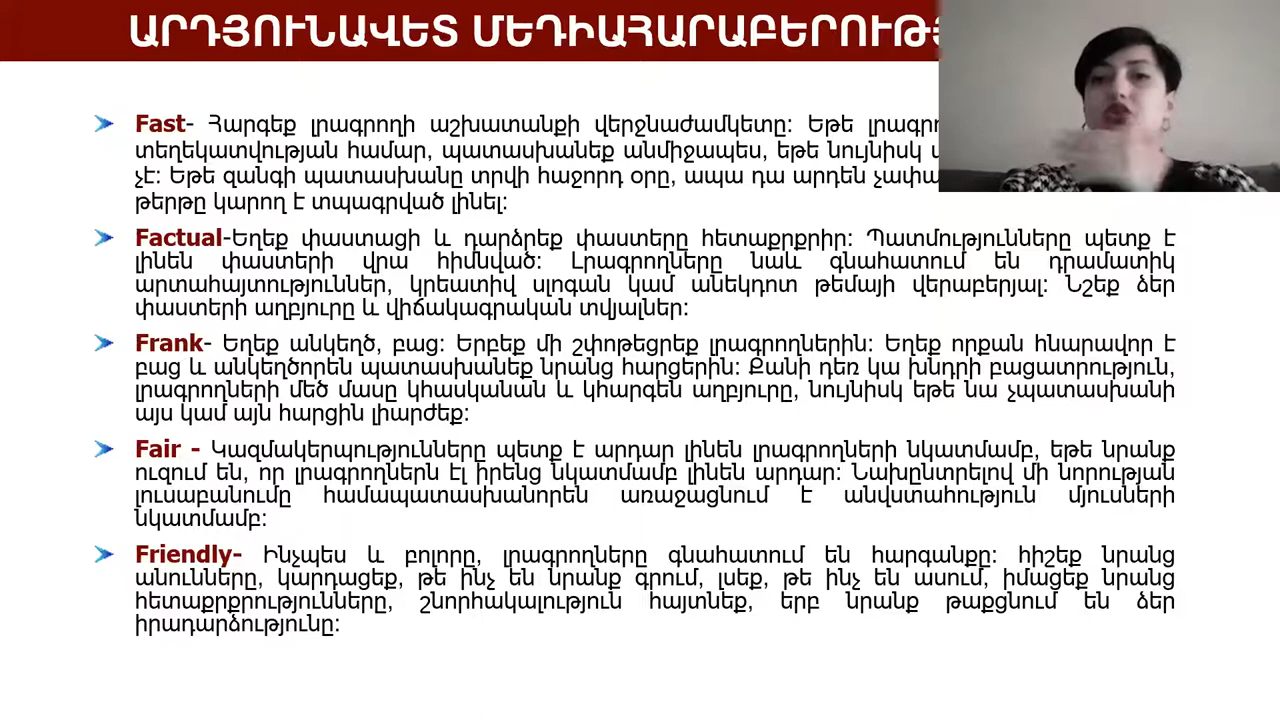 ԱՐԴՅՈՒՆԱՎԵՏ ՄԵԴԻԱՀԱՐԱԲԵՐՈՒԹՅ
Fast- Հարգեք լրագրողի աշխատանքի վերջնաժամկետը։ Եթե
տեղեկատվության համար, պատասխանեք անմիջապես, եթե նույնիսկ
չէ։ Եթե զանգի պատասխանը տրվի հաջորդ օրը, ապա դա արդեն
թերթը կարող է տպագրված լինել։
Factual-Եղեք փաստացի և դարձրեք փաստերը հետաքրքրիր։ Պատմությունները պետք է
լինեն փաստերի վրա հիմնված։ Լրագրողները նաև գնահատում են դրամատիկ
արտահայտություններ, կրեատիվ սլոգան կամ անեկդոտ թեմայի վերաբերյալ։ Նշեք ձեր
փաստերի աղբյուրը և վիճակագրական տվյալներ։
Frank- Եղեք անկեղծ, բաց։ Երբեք մի շփոթեցրեք լրագրողներին։ Եղեք որքան հնարավոր է
բաց և անկեղծորեն պատասխանեք նրանց հարցերին։ Քանի դեռ կա խնդրի բացատրություն,
լրագրողների մեծ մասը կհասկանան և կհարգեն աղբյուրը, նույնիսկ եթե նա չպատասխանի
այս կամ այն հարցին լիարժեք։
Fair - Կազմակերպությունները պետք է արդար լինեն լրագրողների նկատմամբ, եթե նրանք
ուզում են, որ լրագրողներն էլ իրենց նկատմամբ լինեն արդար։ Նախընտրելով մի նորության
լուսաբանումը համապատասխանորեն առաջացնում է անվստահություն մյուսների
նկատմամբ։
Friendly- Ինչպես և բոլորը, լրագրողները գնահատում են հարգանքը։ հիշեք նրանց
անունները, կարդացեք, թե ինչ են նրանք գրում, լսեք, թե ինչ են ասում, իմացեք նրանց
հետաքրքրությունները, շնորհակալություն հայտնեք, երբ նրանք թաքցնում են ձեր
իրադարձությունը։